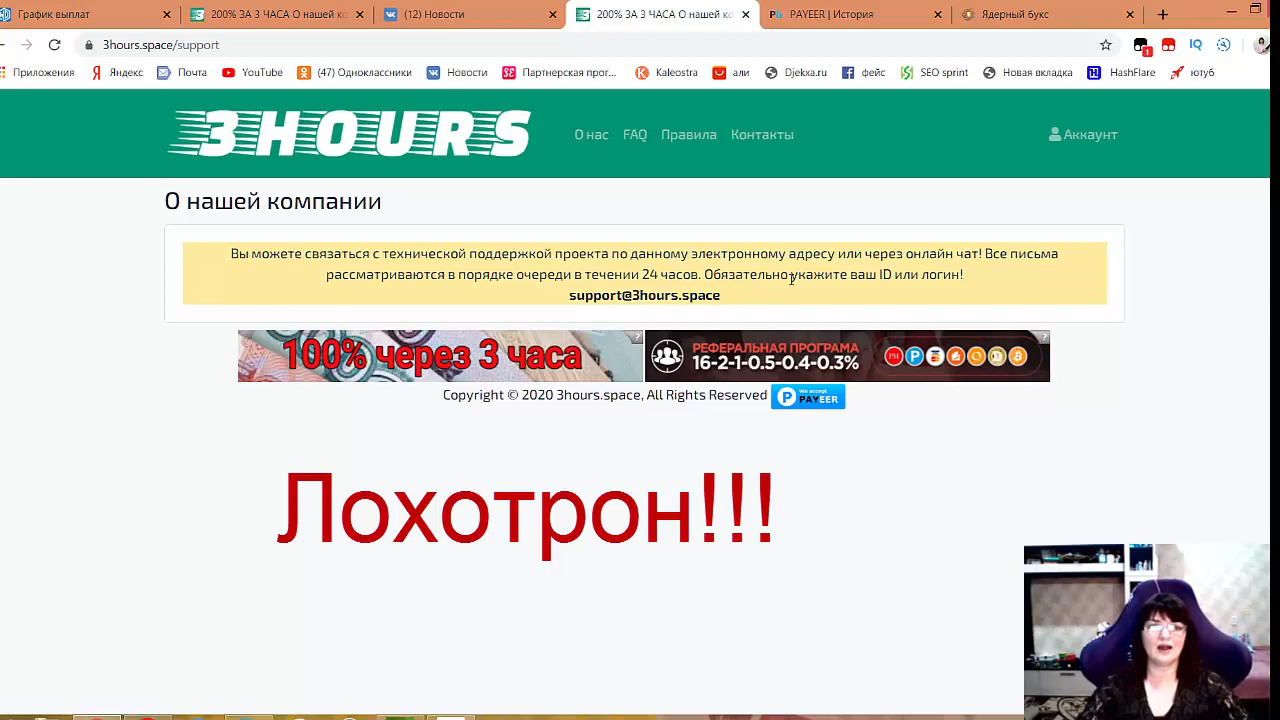 График выплат
200% ЗА 3 ЧАСА О нашей ко
(12) Новости
200% ЗА 3 ЧАСА О нашей ко
PAYEER | История
Ядерный букс
3hours.space/support
Приложения
Яндекс
Почта
YouTube
(47) Одноклассники
Новости
Партнерская прог...
Kaleostra
али
Djekxa.ru
фейс
SEO sprint
Новая вкладка
HashFlare
ютуб
3HOURS
О нас FAQ Правила Контакты
Аккаунт
О нашей компании
Вы можете связаться с технической поддержкой проекта по данному электронному адресу или через онлайн чат! Все письма
рассматриваются в порядке очереди в течении 24 часов. Обязательно укажите ваш ID или логин!
support@3hours.space
100% через 3 часа
РЕФЕРАЛЬНАЯ ПРОГРАМА
16-2-1-0.5-0.4-0.3%
Copyright © 2020 3hours.space, All Rights Reserved
We accept
PAYEER
Лохотрон!!!